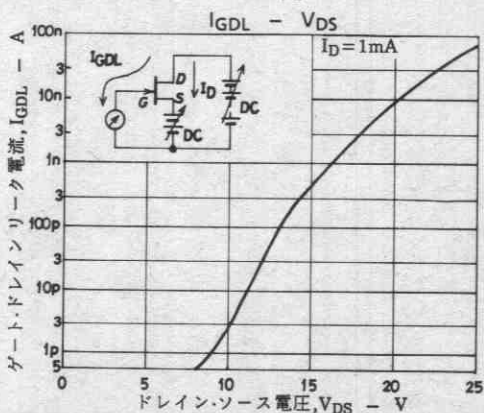 IGDL – VDS
ゲート・ドレインリーク電流, IGDL – A
100n
3
10n
3
1n
3
100p
3
10p
3
1p
5
IGDL
D
G
S
ID
DC
DC
ID=1mA
0
5
10
15
20
25
ドレイン・ソース電圧, VDS – V